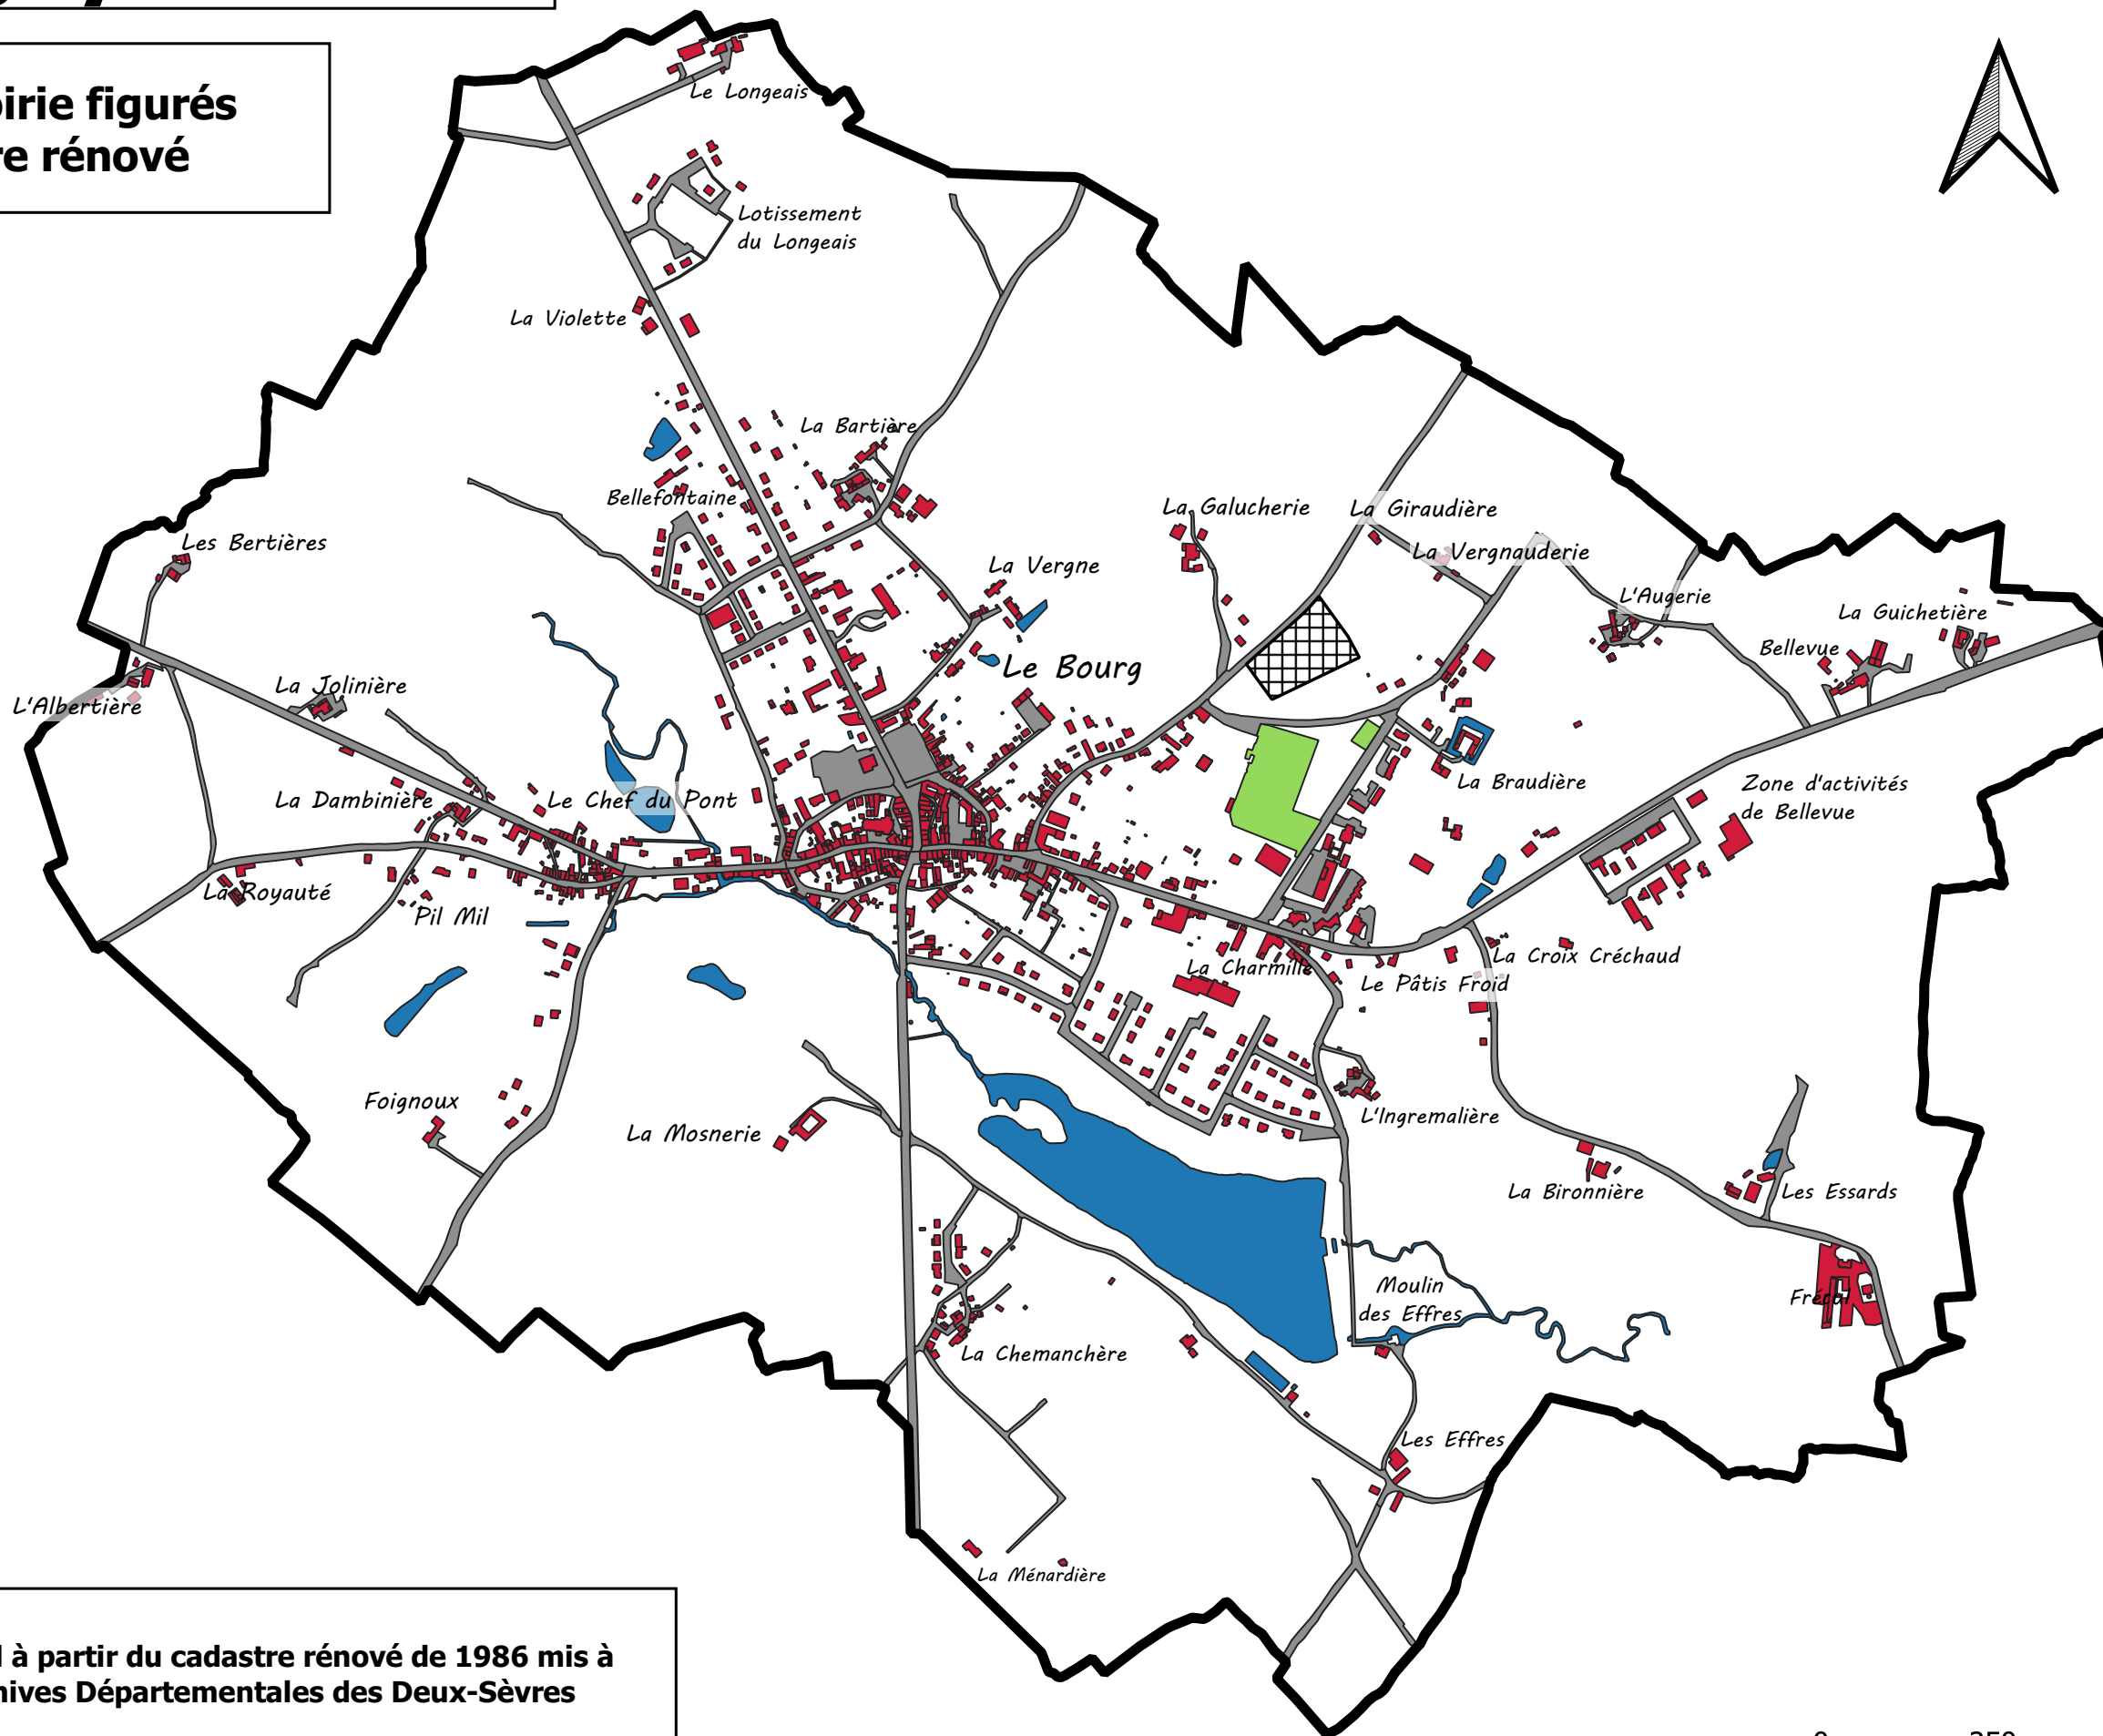 oirie figurés
re rénové
Le Longeais
Lotissement
du Longeais
La Violette
La Bartière
Bellefontaine
La Galucherie
La Giraudière
Les Bertières
La Vergnauderie
La Vergne
L'Augerie
La Guichetière
Bellevue
Le Bourg
La Jolinière
L'Albertière
La Braudière
Zone d'activités
de Bellevue
La Dambinière
Le Chef du Pont
La Royauté
Pil Mil
La Croix Créchaud
La Charmille
Le Pâtis Froid
Foignoux
La Mosnerie
L'Ingremalière
La Bironnière
Les Essards
Moulin
des Effres
La Chemanchère
Les Effres
La Ménardière
à partir du cadastre rénové de 1986 mis à
hives Départementales des Deux-Sèvres